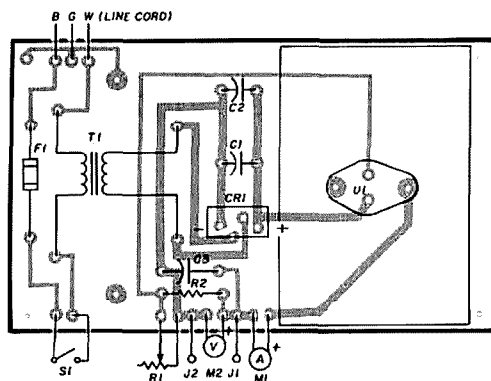 B G W (LINE CORD)
C2
F1
T1
C1
U1
CR1
- +
C3
R2
+ +
V A
S1
R1 J2 M2 J1 M1